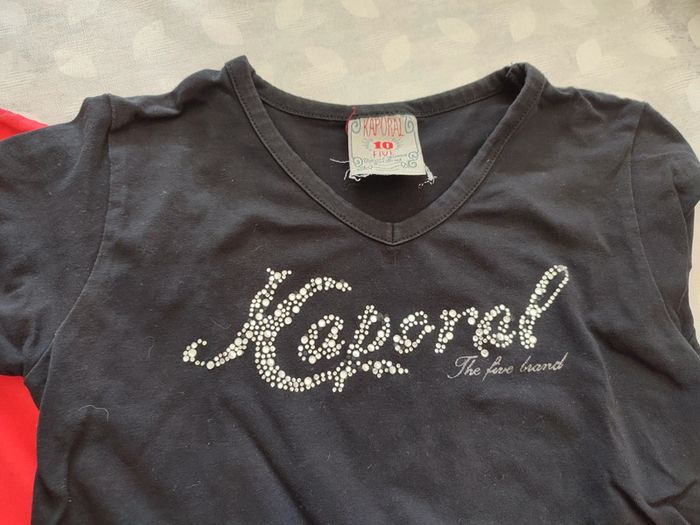 KAPORAL
10
FIVE
Kaporal
The five brand